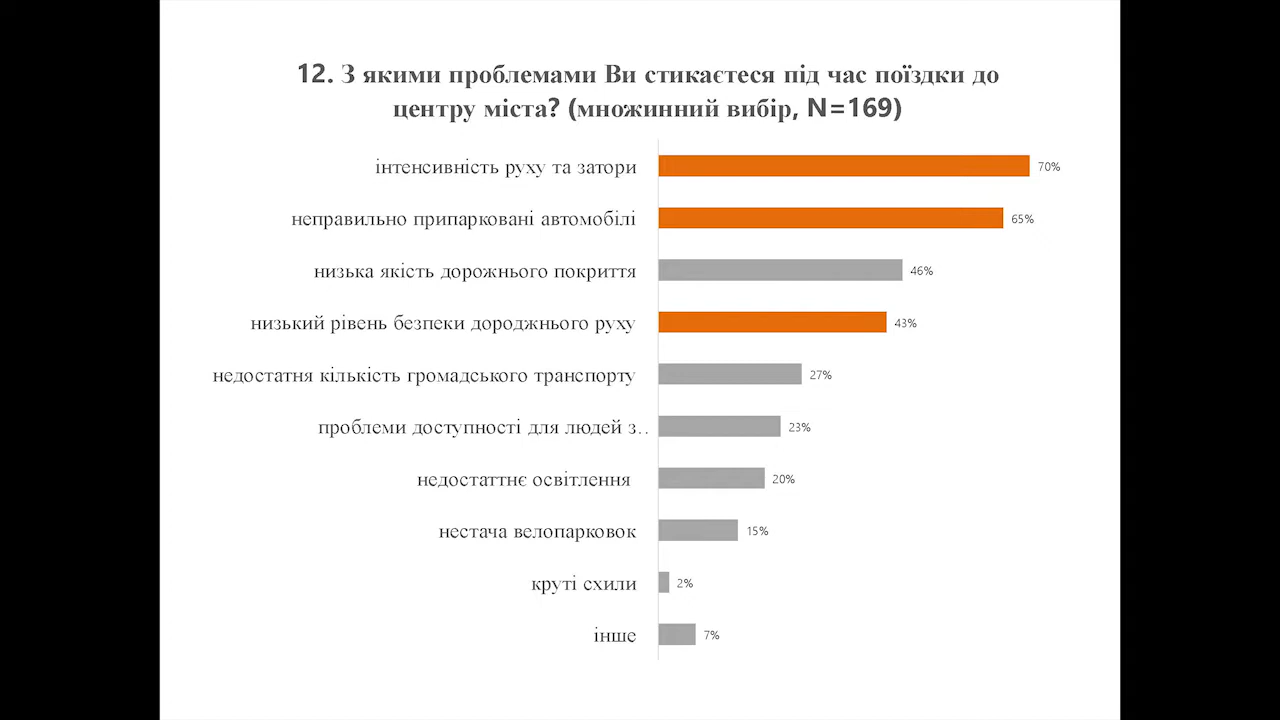 12. З якими проблемами Ви стикаєтеся під час поїздки до
центру міста? (множинний вибір, N=169)
інтенсивність руху та затори 70%
неправильно припарковані автомобілі 65%
низька якість дорожнього покриття 46%
низький рівень безпеки дороджнього руху 43%
недостатня кількість громадського транспорту 27%
проблеми доступності для людей з.. 23%
недостаттнє освітлення 20%
нестача велопарковок 15%
круті схили 2%
інше 7%